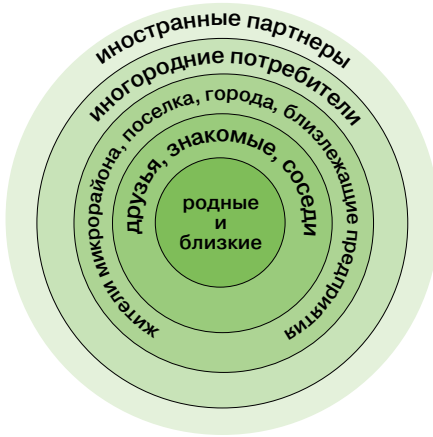 иностранные партнеры
иногородние потребители
жители микрорайона, поселка, города, близлежащие предприятия
друзья, знакомые, соседи
родные
и
близкие